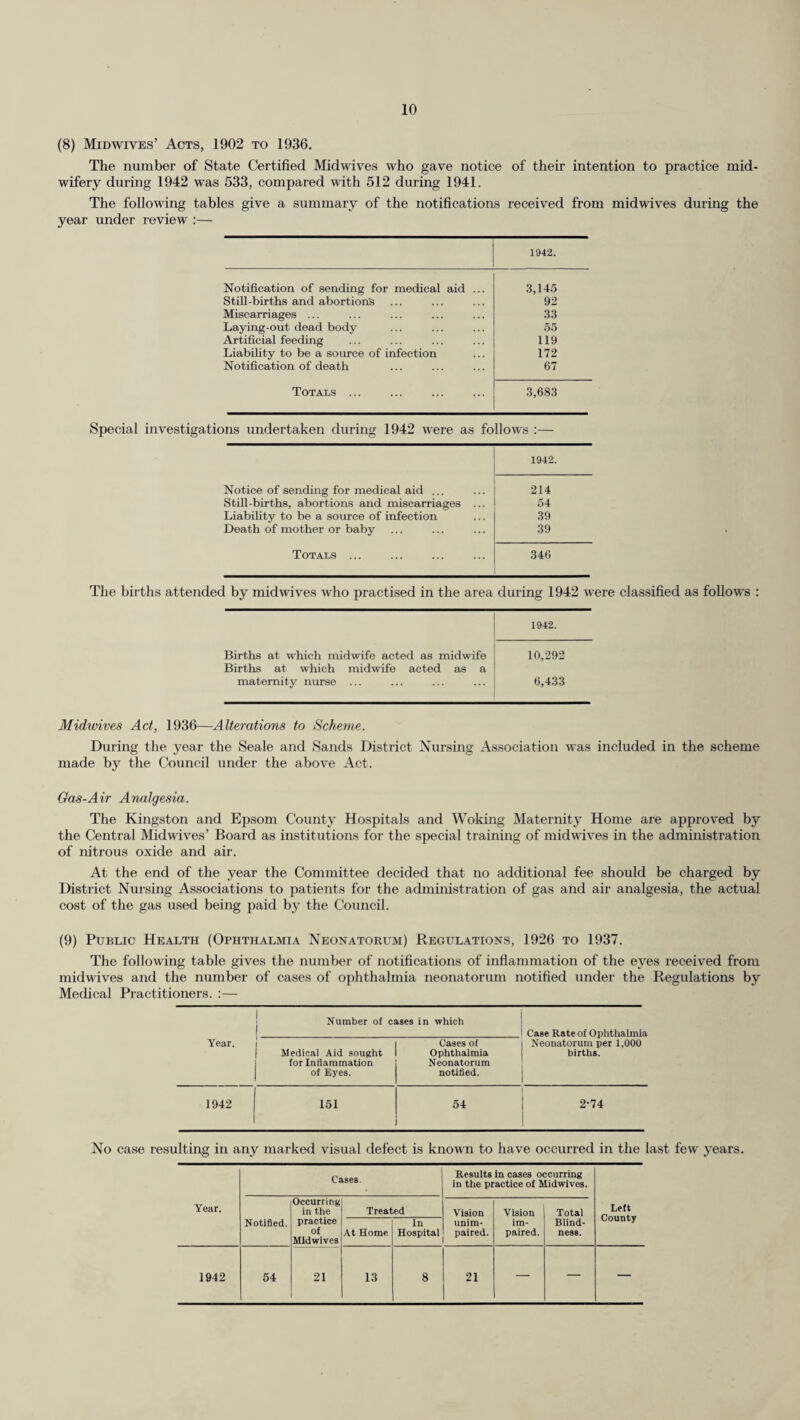 10
(8) Midwives' Acts, 1902 to 1936.
The number of State Certified Midwives who gave notice of their intention to practice mid-
wifery during 1942 was 533, compared with 512 during 1941.
The following tables give a summary of the notifications received from midwives during the
year under review :—
1942.
Notification of sending for medical aid ... 3,145
Still-births and abortions ... ... ... 92
Miscarriages ... ... ... ... ... 33
Laying-out dead body ... ... ... 55
Artificial feeding ... ... ... ... 119
Liability to be a source of infection ... 172
Notification of death ... ... ... 67
Totals ... ... ... ... 3,683
Special investigations undertaken during 1942 were as follows :—
1942.
Notice of sending for medical aid ... ... 214
Still-births, abortions and miscarriages ... 54
Liability to be a source of infection ... 39
Death of mother or baby ... ... ... 39
Totals ... ... ... ... 346
The births attended by midwives who practised in the area during 1942 were classified as follows :
1942.
Births at which midwife acted as midwife 10,292
Births at which midwife acted as a
maternity nurse ... ... ... ... 6,433
Midwives Act, 1936—Alterations to Scheme.
During the year the Seale and Sands District Nursing Association was included in the scheme
made by the Council under the above Act.
Gas-Air Analgesia.
The Kingston and Epsom County Hospitals and Woking Maternity Home are approved by
the Central Midwives' Board as institutions for the special training of midwives in the administration
of nitrous oxide and air.
At the end of the year the Committee decided that no additional fee should be charged by
District Nursing Associations to patients for the administration of gas and air analgesia, the actual
cost of the gas used being paid by the Council.
(9) Public Health (Ophthalmia Neonatorum) Regulations, 1926 to 1937.
The following table gives the number of notifications of inflammation of the eyes received from
midwives and the number of cases of ophthalmia neonatorum notified under the Regulations by
Medical Practitioners. :—
Year.
Number of cases in which
Medical Aid sought
for Inflammation
of Eyes.
Cases of
Ophthalmia
Neonatorum
notified.
Case Rate of Ophthalmia
Neonatorum per 1,000
births.
1942 151 54 2·74
No case resulting in any marked visual defect is known to have occurred in the last few years.
Year.
Cases.
Notified.
Occurring
in the
practice
of
Midwives
Treated
At Home
In
Hospital
Results in cases occurring
in the practice of Midwives.
Vision
unim-
paired.
Vision
im-
paired.
Total
Blind-
ness.
Left
County
1942 54 21 13 8 21 — — —